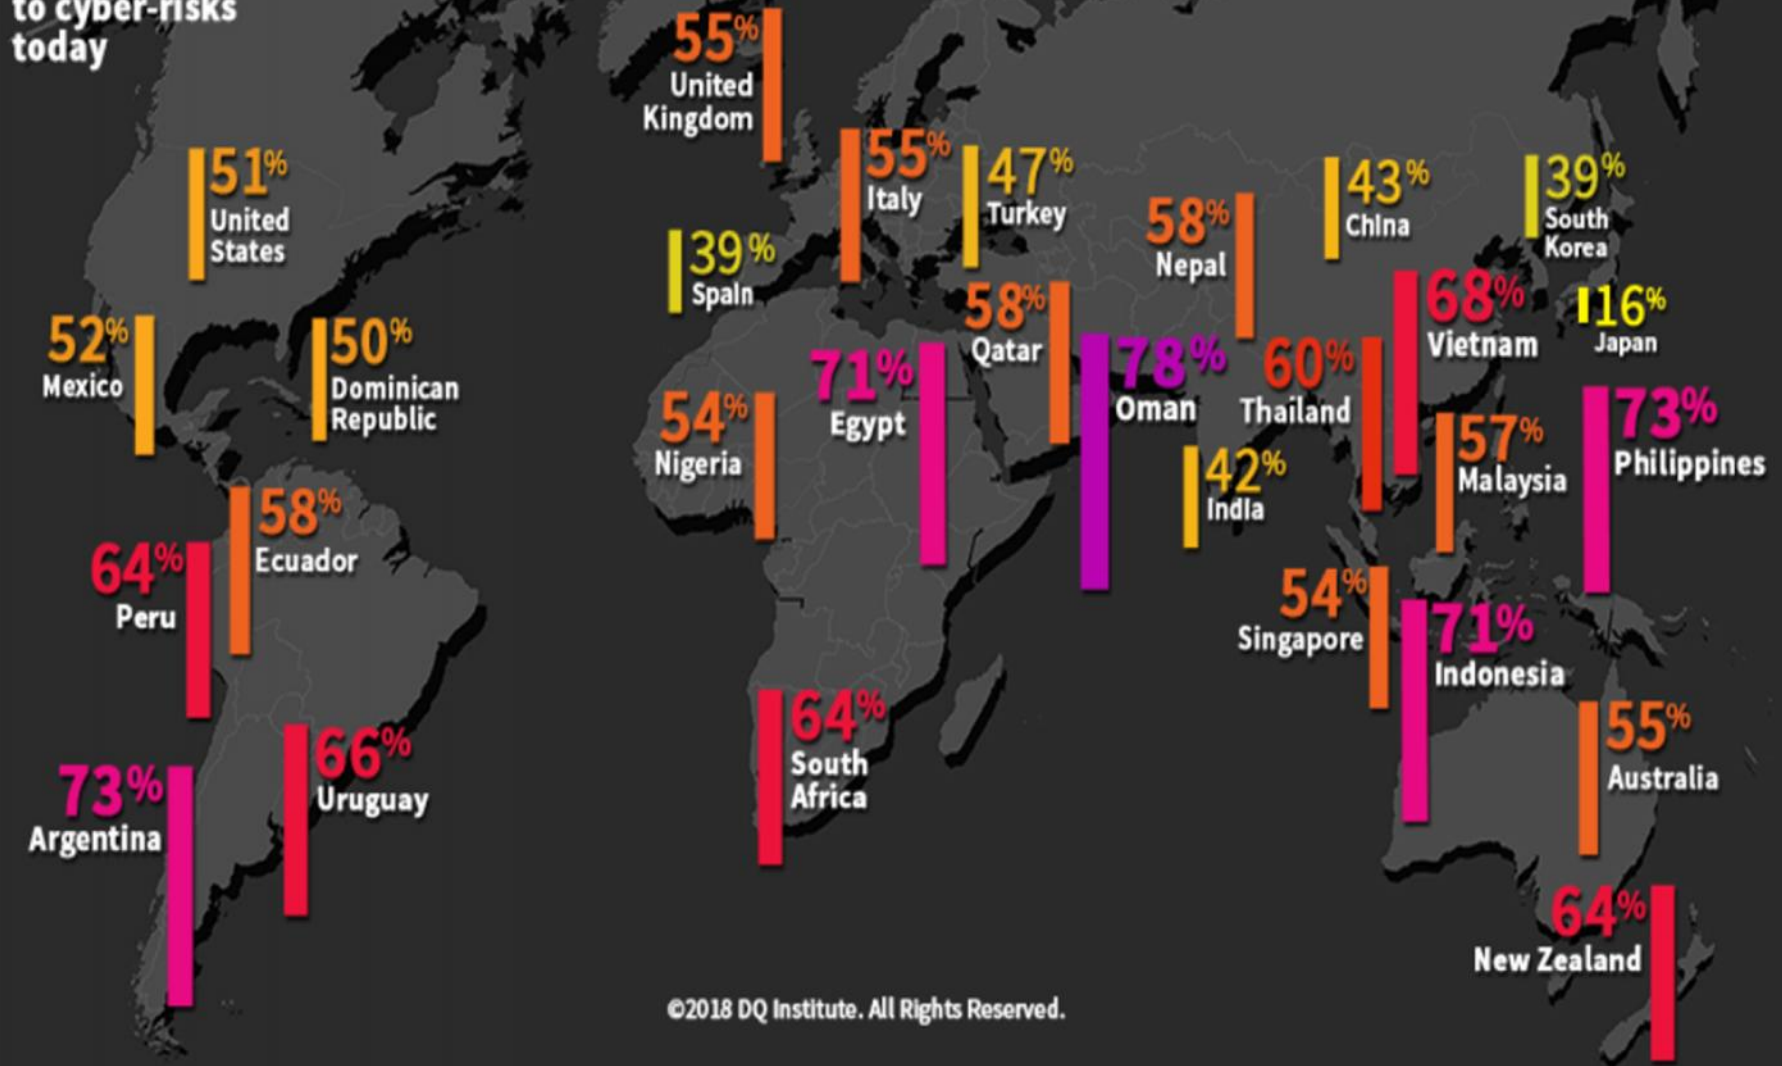 to cyber-risks
today
55%
United
Kingdom
51%
United
States
55%
Italy
47%
Turkey
58%
Nepal
43%
China
39%
South
Korea
39%
Spain
52%
Mexico
50%
Dominican
Republic
58%
Qatar
71%
Egypt
78%
Oman
60%
Thailand
68%
Vietnam
16%
Japan
54%
Nigeria
42%
India
57%
Malaysia
73%
Philippines
58%
Ecuador
64%
Peru
54%
Singapore
71%
Indonesia
73%
Argentina
66%
Uruguay
64%
South
Africa
55%
Australia
64%
New Zealand
©2018 DQ Institute. All Rights Reserved.